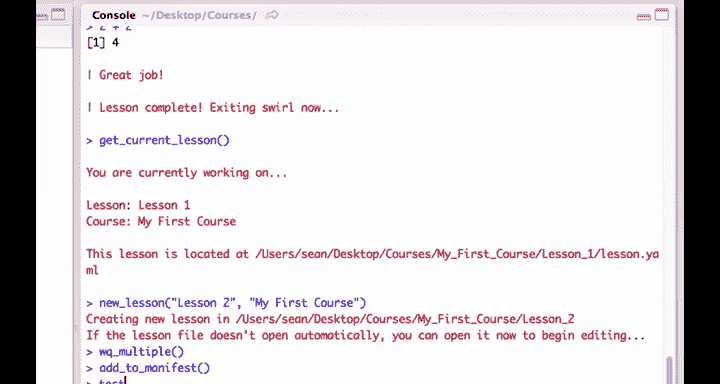 Console ~/Desktop/Courses/
> 2 + 2
[1] 4
| Great job!
| Lesson complete! Exiting swirl now...
> get_current_lesson()
You are currently working on...
Lesson: Lesson 1
Course: My First Course
This lesson is located at /Users/sean/Desktop/Courses/My_First_Course/Lesson_1/lesson.ya
ml
> new_lesson("Lesson 2", "My First Course")
Creating new lesson in /Users/sean/Desktop/Courses/My_First_Course/Lesson_2
If the lesson file doesn't open automatically, you can open it now to begin editing...
> wq_multiple()
> add_to_manifest()
> test